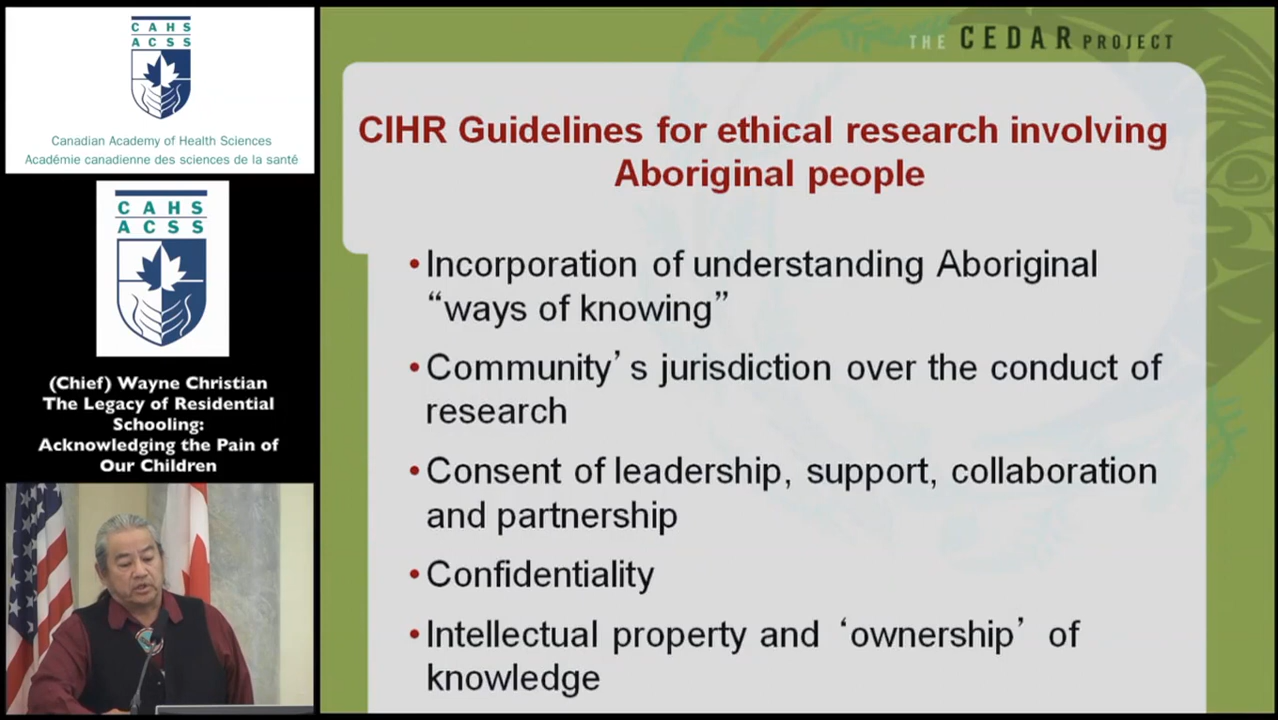 CAHS
ACSS
Canadian Academy of Health Sciences
Académie canadienne des sciences de la santé
CAHS
ACSS
(Chief) Wayne Christian
The Legacy of Residential
Schooling:
Acknowledging the Pain of
Our Children
THE CEDAR PROJECT
CIHR Guidelines for ethical research involving
Aboriginal people
•Incorporation of understanding Aboriginal
“ways of knowing”
•Community’s jurisdiction over the conduct of
research
•Consent of leadership, support, collaboration
and partnership
•Confidentiality
•Intellectual property and ‘ownership’ of
knowledge